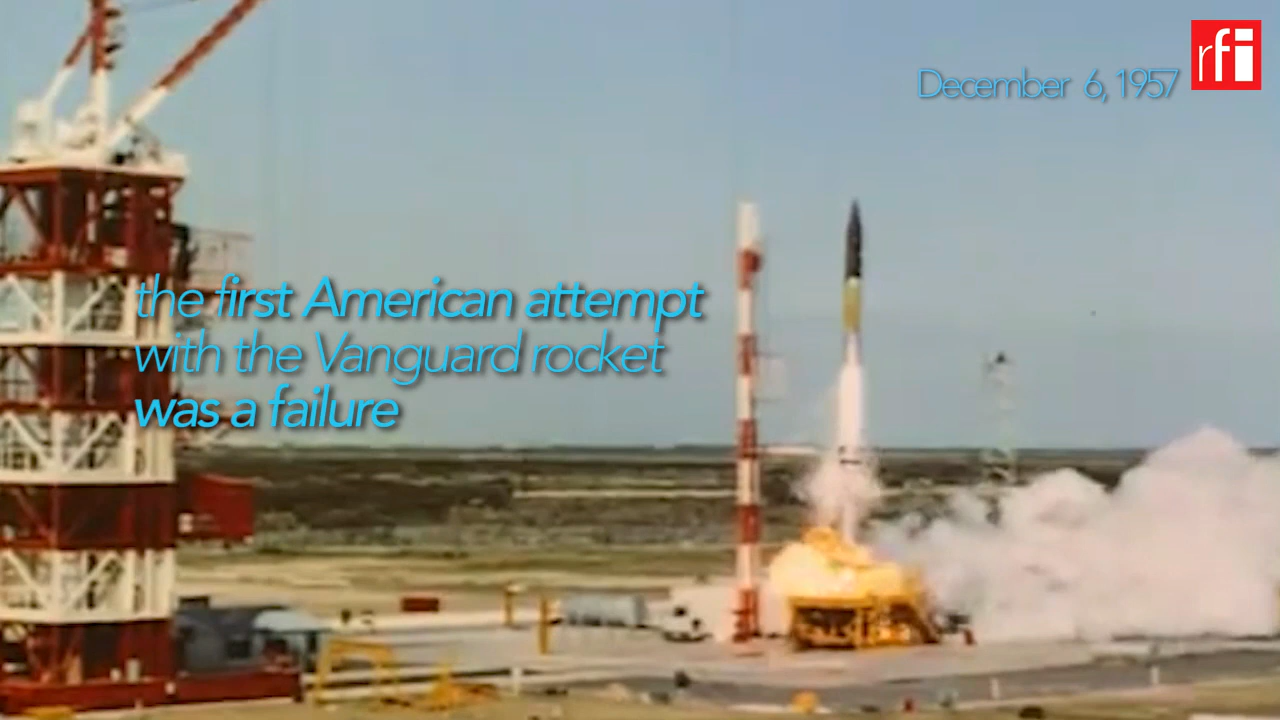 rfi
December 6, 1957
the first American attempt
with the Vanguard rocket
was a failure